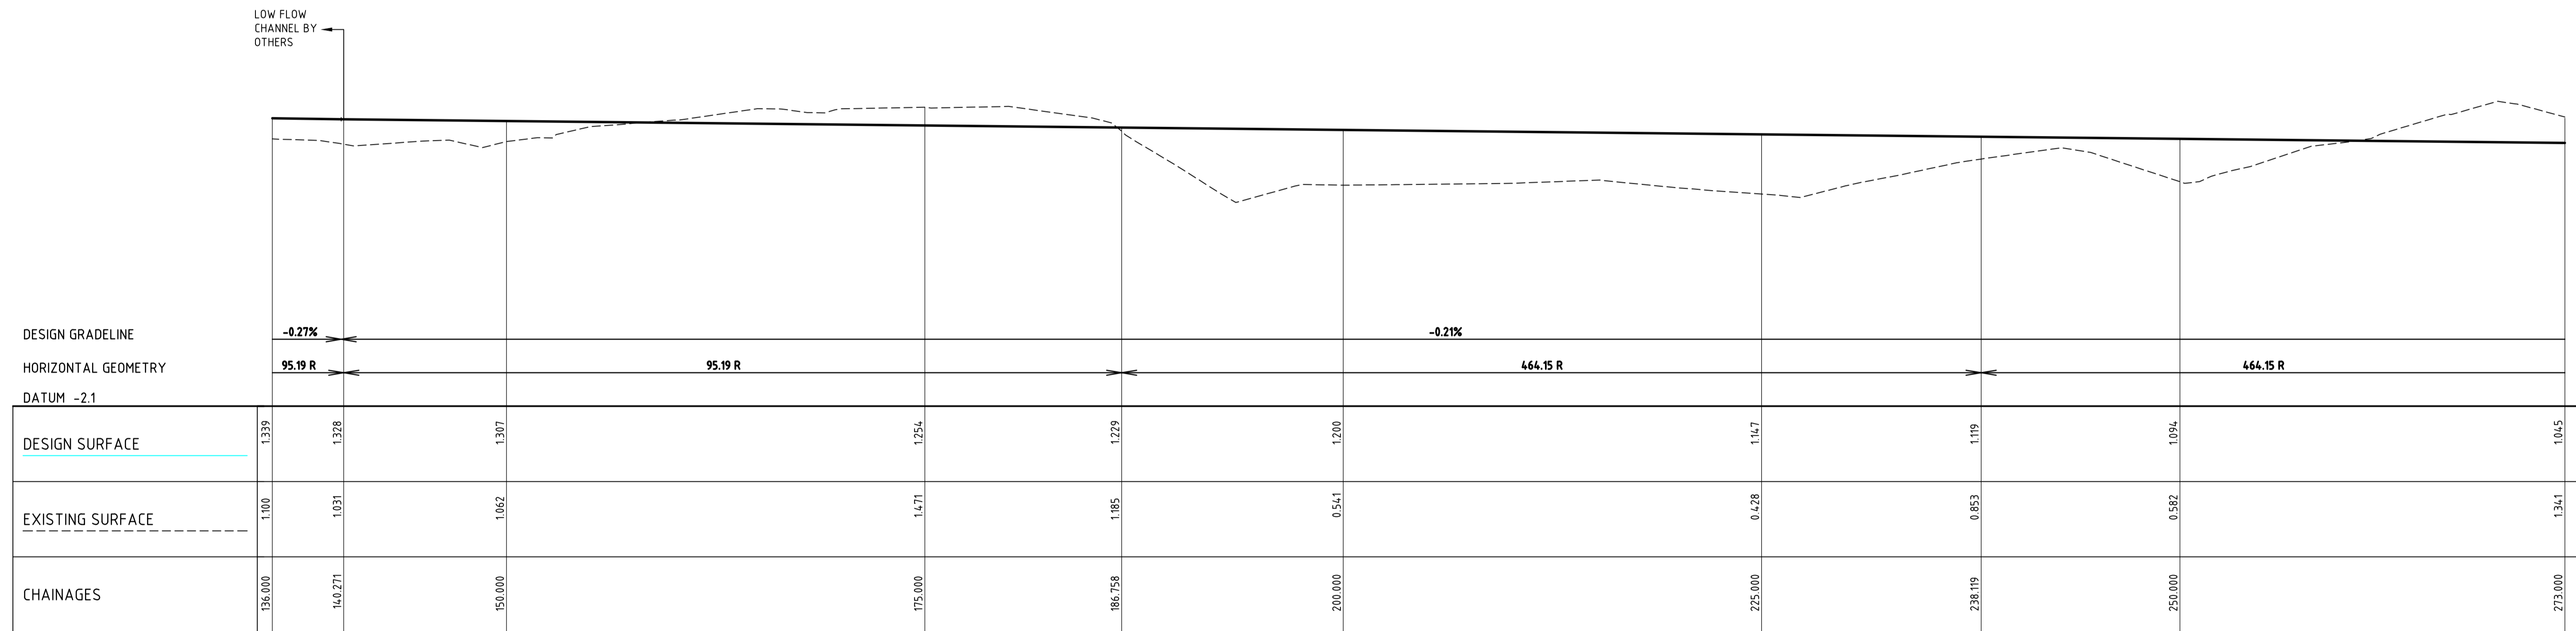 LOW FLOW
CHANNEL BY
OTHERS
DESIGN GRADELINE
-0.27%
-0.21%
HORIZONTAL GEOMETRY
95.19 R
95.19 R
464.15 R
464.15 R
DATUM -2.1
DESIGN SURFACE
1.339
1.328
1.307
1.254
1.229
1.200
1.147
1.119
1.094
1.045
EXISTING SURFACE
1.100
1.031
1.062
1.471
1.185
0.541
0.428
0.853
0.582
1.341
CHAINAGES
136.000
140.271
150.000
175.000
186.758
200.000
225.000
238.119
250.000
273.000